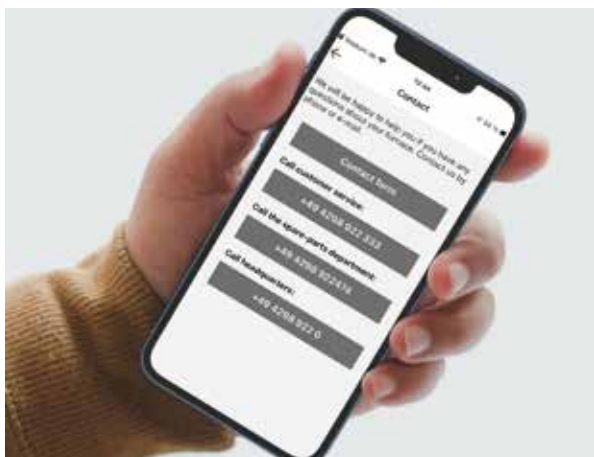 Contact
We will be happy to help you if you have any
questions about your furnace. Contact us by
phone or e-mail.
Contact form
Call customer service:
+49 4298 922 333
Call the spare-parts department:
+49 4298 922474
Call headquarters:
+49 4298 922 0